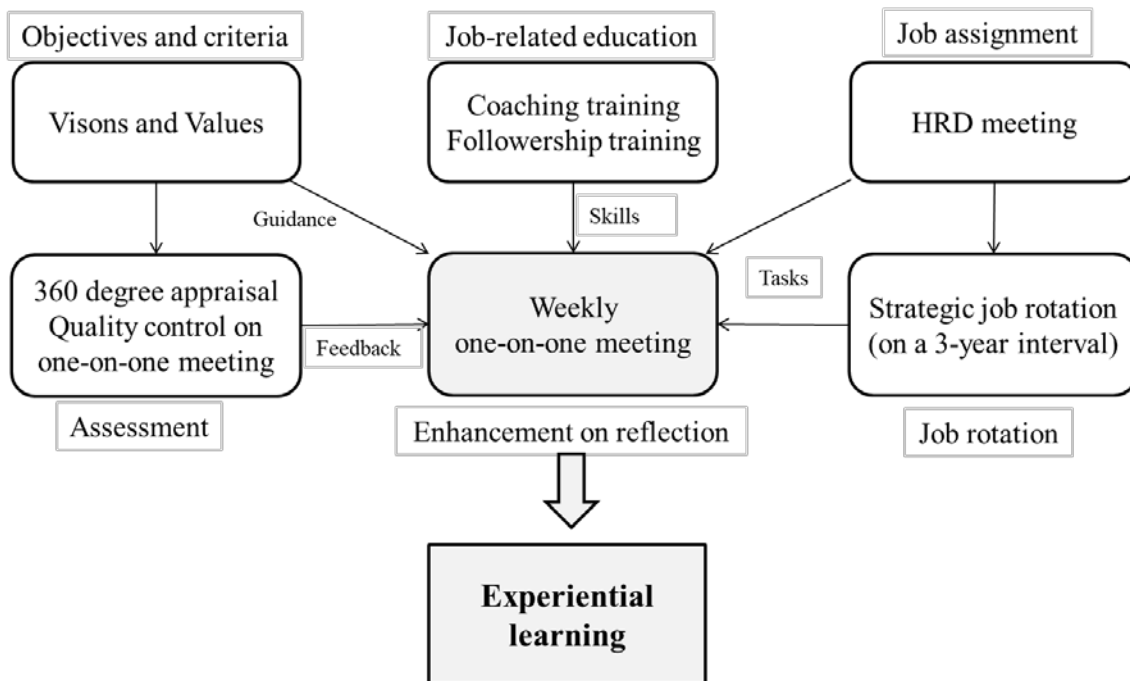 Objectives and criteria
Job-related education
Job assignment
Visons and Values
Coaching training
Followership training
HRD meeting
Guidance
Skills
360 degree appraisal
Quality control on
one-on-one meeting
Feedback
Weekly
one-on-one meeting
Tasks
Strategic job rotation
(on a 3-year interval)
Assessment
Enhancement on reflection
Job rotation
Experiential
learning